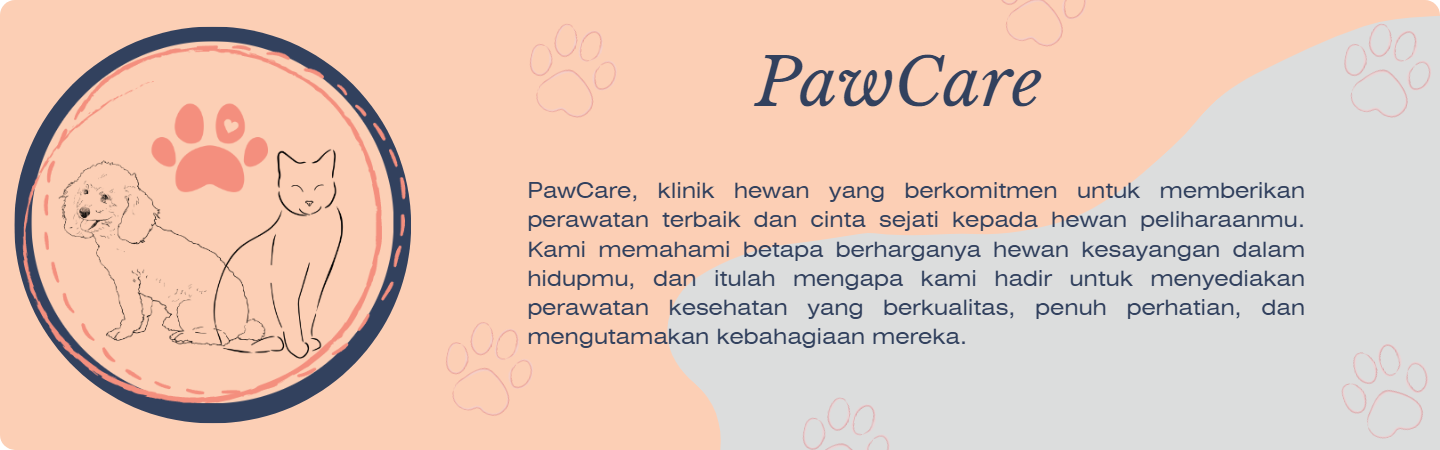 PawCare
PawCare, klinik hewan yang berkomitmen untuk memberikan
perawatan terbaik dan cinta sejati kepada hewan peliharaanmu.
Kami memahami betapa berharganya hewan kesayangan dalam
hidupmu, dan itulah mengapa kami hadir untuk menyediakan
perawatan kesehatan yang berkualitas, penuh perhatian, dan
mengutamakan kebahagiaan mereka.